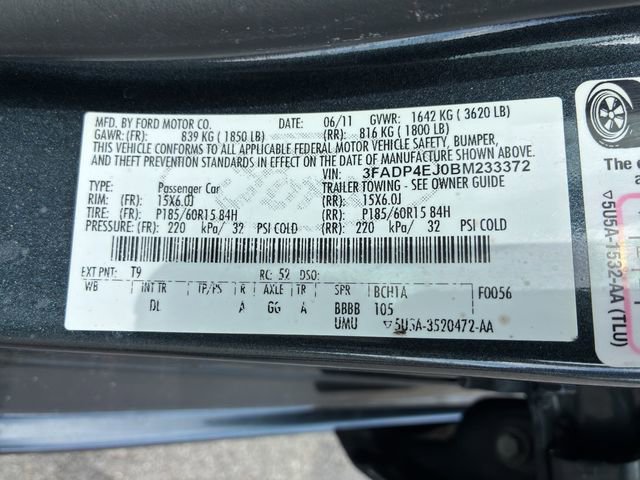 MFD. BY FORD MOTOR CO. DATE: 06/11 GVWR: 1642 KG ( 3620 LB)
GAWR: (FR): 839 KG ( 1850 LB) (RR): 816 KG ( 1800 LB)
THIS VEHICLE CONFORMS TO ALL APPLICABLE FEDERAL MOTOR VEHICLE SAFETY, BUMPER,
AND THEFT PREVENTION STANDARDS IN EFFECT ON THE DATE OF MANUFACTURE SHOWN ABOVE.
VIN: 3FADP4EJ0BM233372
TYPE: Passenger Car TRAILER TOWING - SEE OWNER GUIDE
RIM: 15X6.0J (RR): 15X6.0J
TIRE: P185/60R15 84H (RR): P185/60R15 84H
PRESSURE: (FR) 220 kPa/ 32 PSI COLD (RR): 220 kPa/ 32 PSI COLD
EXT PNT: T9 RC: 52 DSO:
WB INT TR TP/PS R AXLE TR SPR BCH1A F0056
DL A GG A BBBB 105
UMU ▽5U5A-3520472-AA
The
▽5U5A-1532-AA (TLU)